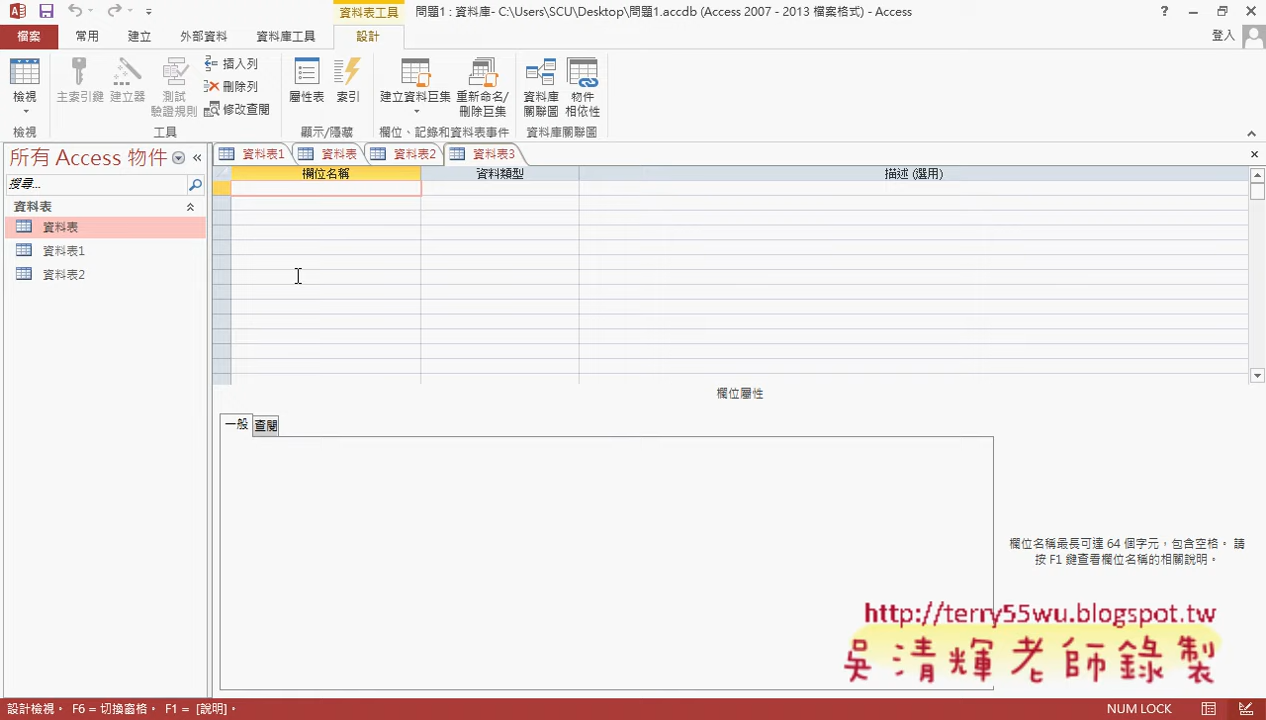 資料表工具
問題1 : 資料庫- C:\Users\SCU\Desktop\問題1.accdb (Access 2007 - 2013 檔案格式) - Access
檔案 常用 建立 外部資料 資料庫工具 設計 登入
檢視 主索引鍵 建立器 測試 驗證規則 插入列 刪除列 修改查閱 屬性表 索引 建立資料巨集 重新命名/ 刪除巨集 資料庫 關聯圖 物件 相依性
檢視 工具 顯示/隱藏 欄位、記錄和資料表事件 資料庫關聯圖
所有 Access 物件
搜尋...
資料表
資料表
資料表1
資料表2
資料表1 資料表 資料表2 資料表3
欄位名稱 資料類型 描述 (選用)
欄位屬性
一般 查閱
欄位名稱最長可達 64 個字元，包含空格。 請
按 F1 鍵查看欄位名稱的相關說明。
http://terry55wu.blogspot.tw
吳清輝老師錄製
設計檢視。 F6 = 切換窗格。 F1 = [說明]。 NUM LOCK